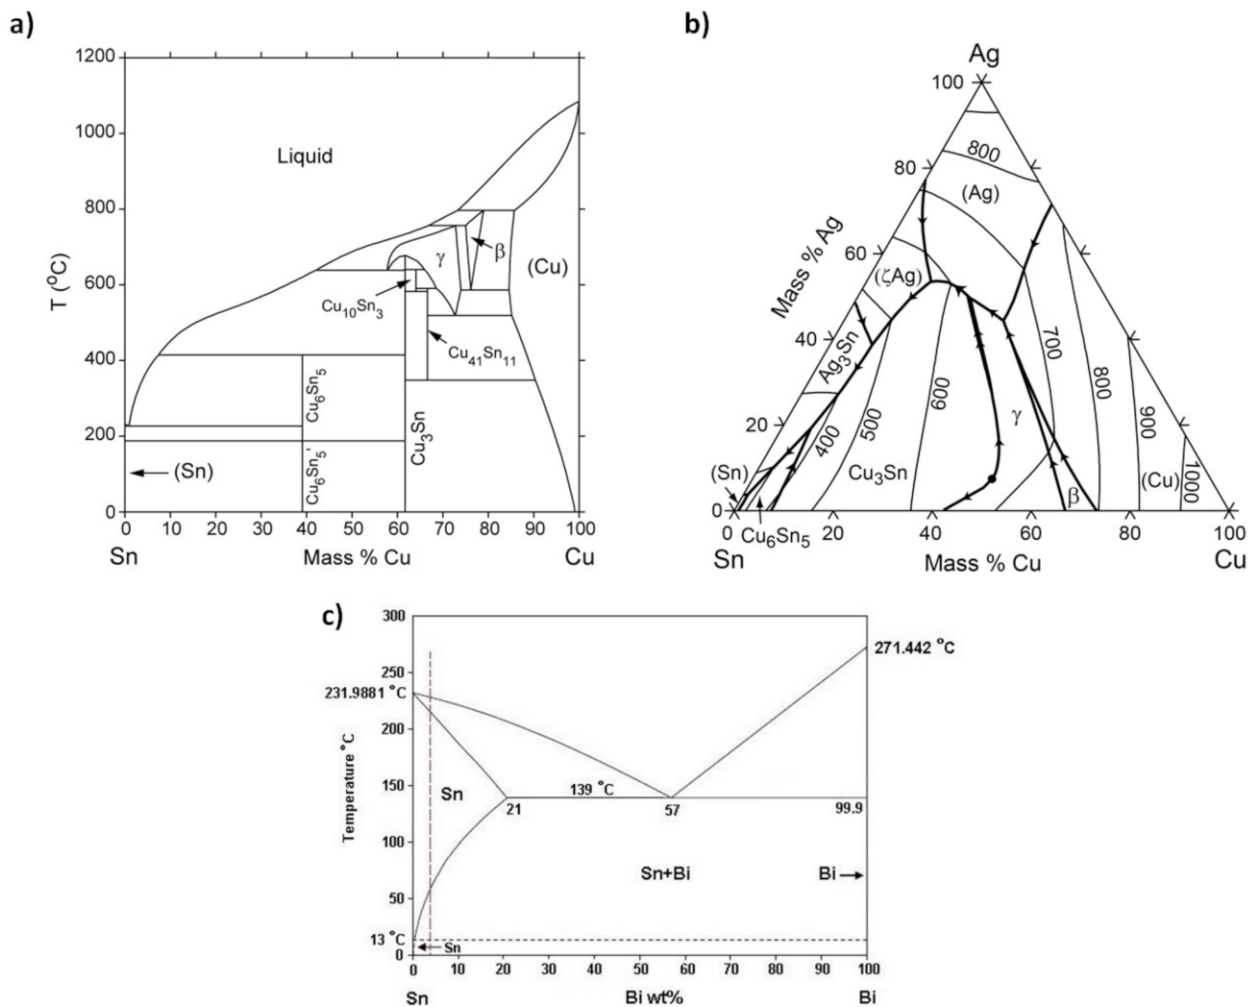 a)
1200
1000
800
600
400
200
0
T (°C)
Liquid
γ
β
(Cu)
Cu10Sn3
Cu41Sn11
Cu6Sn5
Cu3Sn
(Sn)
Cu6Sn5'
0 10 20 30 40 50 60 70 80 90 100
Sn Mass % Cu Cu
b)
Ag
100
80
60
40
20
0
Mass % Ag
800
(Ag)
(ζAg)
Ag3Sn
700
800
600
500
400
900
1000
γ
(Sn)
Cu3Sn
β
(Cu)
Cu6Sn5
0 20 40 60 80 100
Sn Mass % Cu Cu
c)
300
250
200
150
100
50
0
Temperature °C
231.9881 °C
271.442 °C
139 °C
Sn
21
57
99.9
Sn+Bi
Bi
13 °C
Sn
0 10 20 30 40 50 60 70 80 90 100
Sn Bi wt% Bi